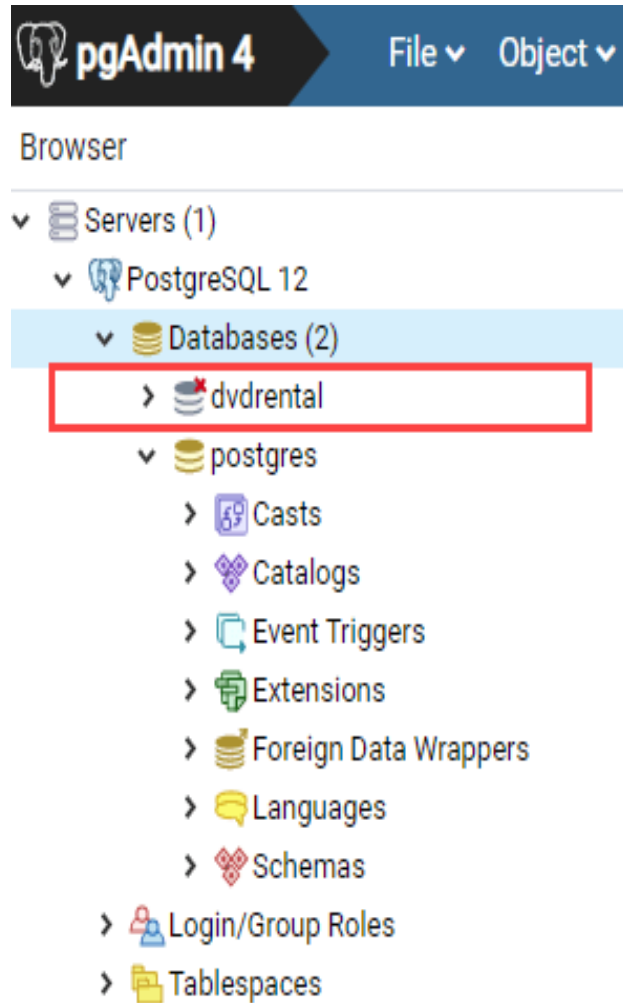 pgAdmin 4 File Object
Browser
Servers (1)
PostgreSQL 12
Databases (2)
dvdrental
postgres
Casts
Catalogs
Event Triggers
Extensions
Foreign Data Wrappers
Languages
Schemas
Login/Group Roles
Tablespaces